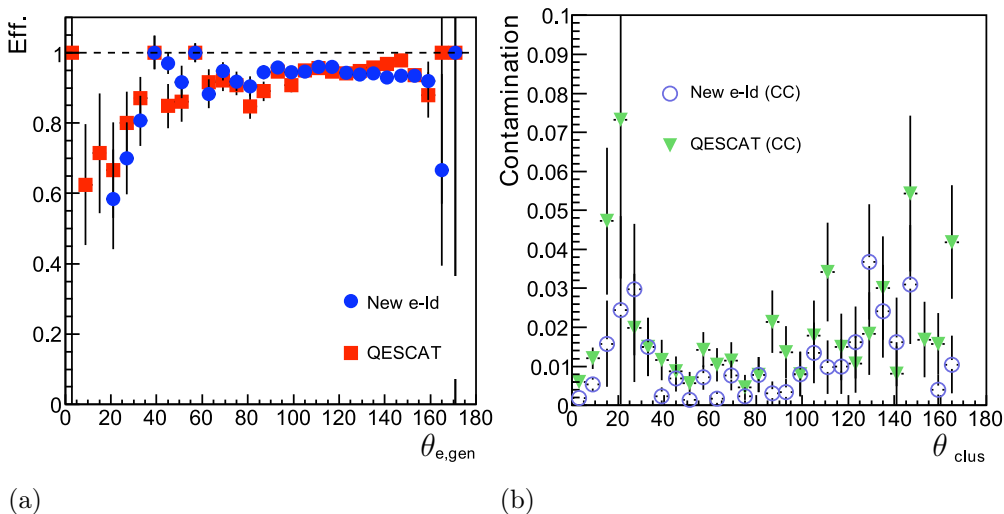 Eff.
1
0.8
0.6
0.4
0.2
0
0 20 40 60 80 100 120 140 160 180
θe,gen
New e-Id
QESCAT
(a)
Contamination
0.1
0.09
0.08
0.07
0.06
0.05
0.04
0.03
0.02
0.01
0
0 20 40 60 80 100 120 140 160 180
θ clus
New e-Id (CC)
QESCAT (CC)
(b)